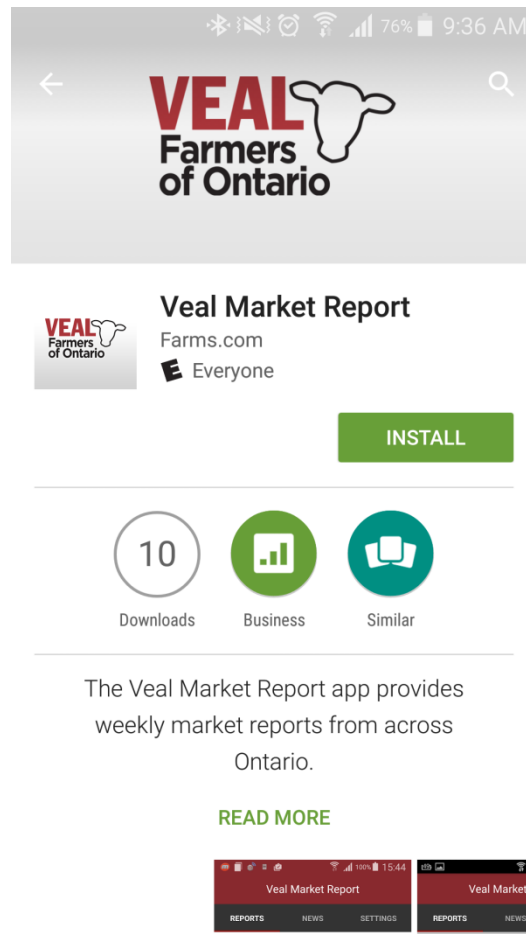 76% 9:36 AM
VEAL
Farmers
of Ontario
VEAL
Farmers
of Ontario
Veal Market Report
Farms.com
E Everyone
INSTALL
10
Downloads Business Similar
The Veal Market Report app provides
weekly market reports from across
Ontario.
READ MORE
100% 15:44
Veal Market Report Veal Market
REPORTS NEWS SETTINGS REPORTS NEWS